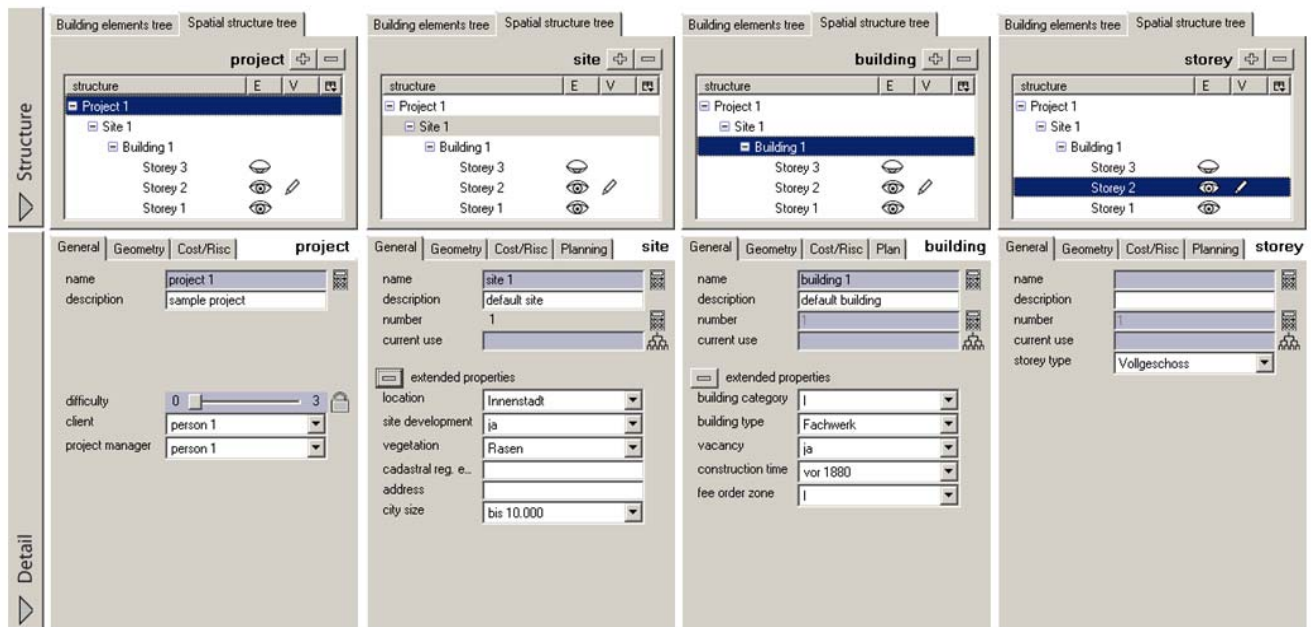 Structure
Building elements tree Spatial structure tree
project
structure E V
Project 1
Site 1
Building 1
Storey 3
Storey 2
Storey 1
Building elements tree Spatial structure tree
site
structure E V
Project 1
Site 1
Building 1
Storey 3
Storey 2
Storey 1
Building elements tree Spatial structure tree
building
structure E V
Project 1
Site 1
Building 1
Storey 3
Storey 2
Storey 1
Building elements tree Spatial structure tree
storey
structure E V
Project 1
Site 1
Building 1
Storey 3
Storey 2
Storey 1
Detail
General Geometry Cost/Risc project
name project 1
description sample project
difficulty 0 3
client person 1
project manager person 1
General Geometry Cost/Risc Planning site
name site 1
description default site
number 1
current use
extended properties
location Innenstadt
site development ja
vegetation Rasen
cadastral reg. e...
address
city size bis 10.000
General Geometry Cost/Risc Plan building
name building 1
description default building
number 1
current use
extended properties
building category I
building type Fachwerk
vacancy ja
construction time vor 1880
fee order zone I
General Geometry Cost/Risc Planning storey
name
description
number 1
current use
storey type Vollgeschoss